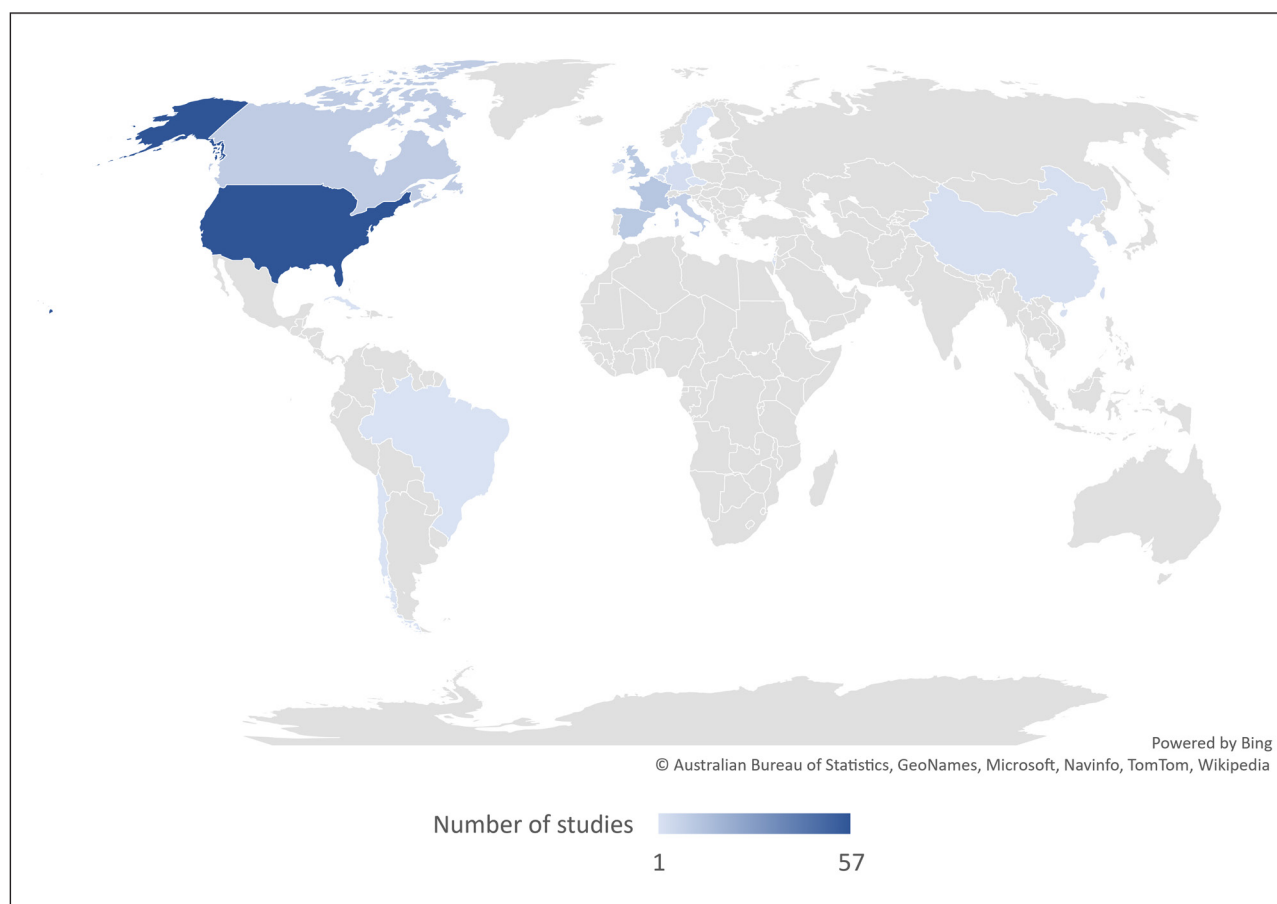 Powered by Bing
© Australian Bureau of Statistics, GeoNames, Microsoft, Navinfo, TomTom, Wikipedia
Number of studies
1 57